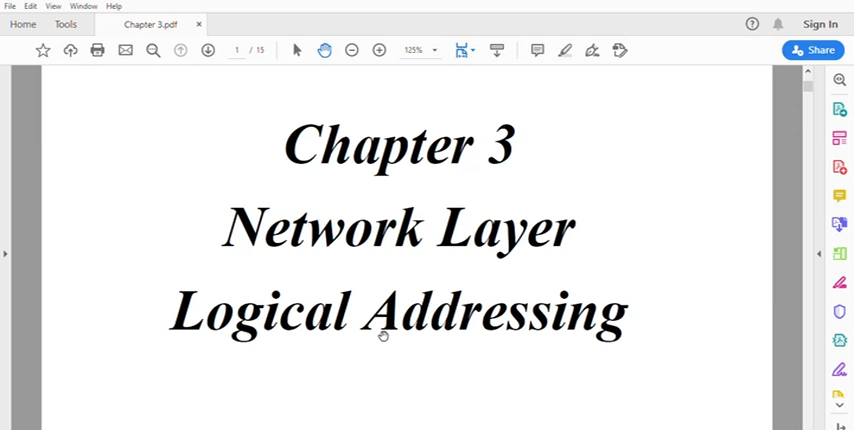 File Edit View Window Help
Home Tools Chapter 3.pdf × Sign In
1 / 15 125% Share
Chapter 3
Network Layer
Logical Addressing